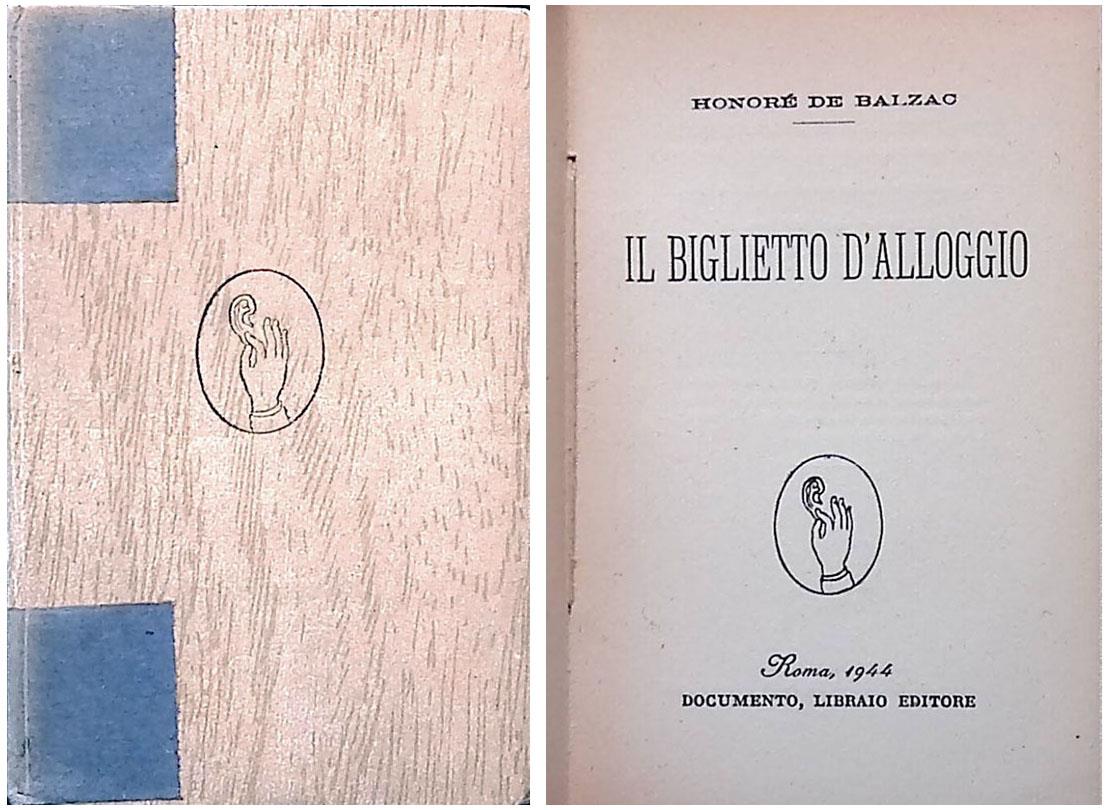 HONORÉ DE BALZAC
IL BIGLIETTO D'ALLOGGIO
Roma, 1944
DOCUMENTO, LIBRAIO EDITORE